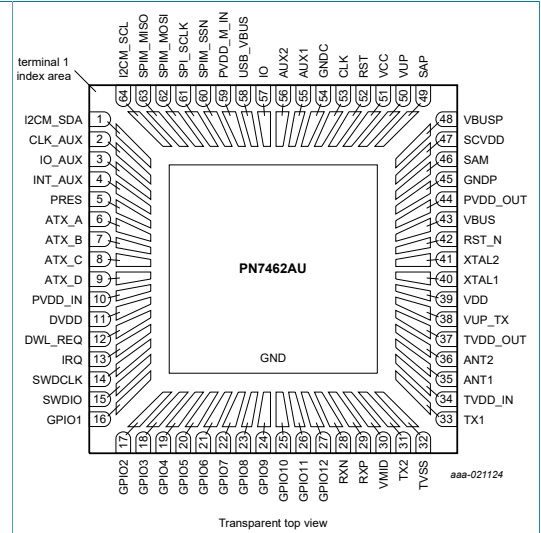 terminal 1
index area
64 I2CM_SCL
63 SPIM_MISO
62 SPIM_MOSI
61 SPI_SCLK
60 SPIM_SSN
59 PVDD_M_IN
58 USB_VBUS
57 IO
56 AUX2
55 AUX1
54 GNDC
53 CLK
52 RST
51 VCC
50 VUP
49 SAP
I2CM_SDA 1
CLK_AUX 2
IO_AUX 3
INT_AUX 4
PRES 5
ATX_A 6
ATX_B 7
ATX_C 8
ATX_D 9
PVDD_IN 10
DVDD 11
DWL_REQ 12
IRQ 13
SWDCLK 14
SWDIO 15
GPIO1 16
PN7462AU
GND
48 VBUSP
47 SCVDD
46 SAM
45 GNDP
44 PVDD_OUT
43 VBUS
42 RST_N
41 XTAL2
40 XTAL1
39 VDD
38 VUP_TX
37 TVDD_OUT
36 ANT2
35 ANT1
34 TVDD_IN
33 TX1
GPIO2 17
GPIO3 18
GPIO4 19
GPIO5 20
GPIO6 21
GPIO7 22
GPIO8 23
GPIO9 24
GPIO10 25
GPIO11 26
GPIO12 27
RXN 28
RXP 29
VMID 30
TX2 31
TVSS 32
aaa-021124
Transparent top view